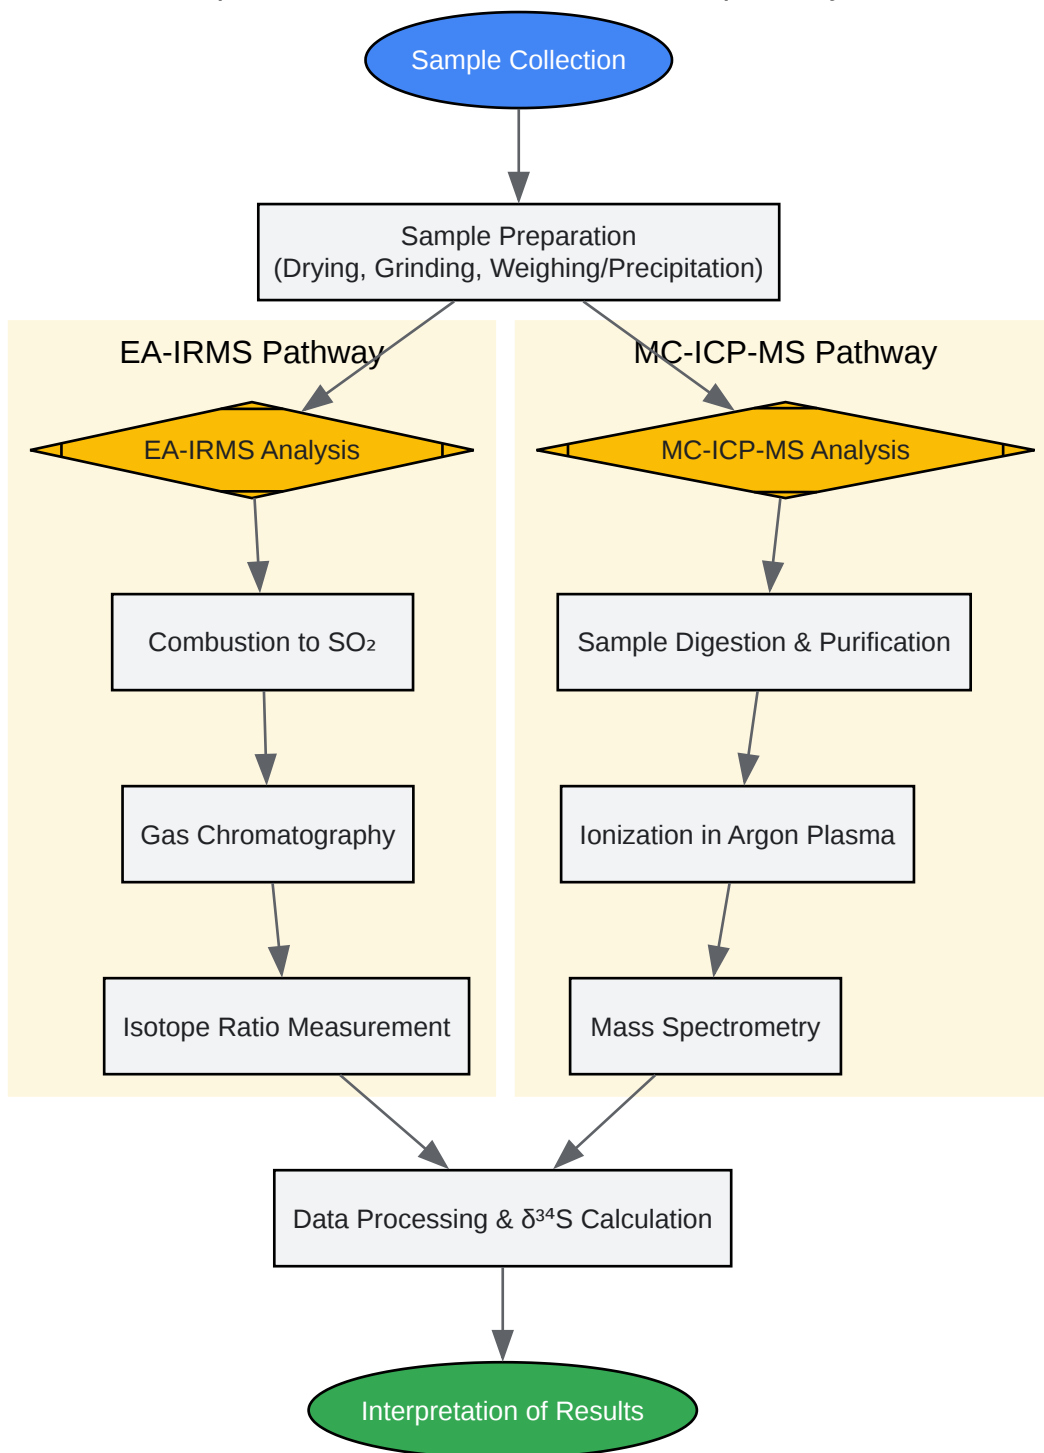 Sample Collection
Sample Preparation
(Drying, Grinding, Weighing/Precipitation)
EA-IRMS Pathway
MC-ICP-MS Pathway
EA-IRMS Analysis
MC-ICP-MS Analysis
Combustion to SO₂
Sample Digestion & Purification
Gas Chromatography
Ionization in Argon Plasma
Isotope Ratio Measurement
Mass Spectrometry
Data Processing & δ³⁴S Calculation
Interpretation of Results